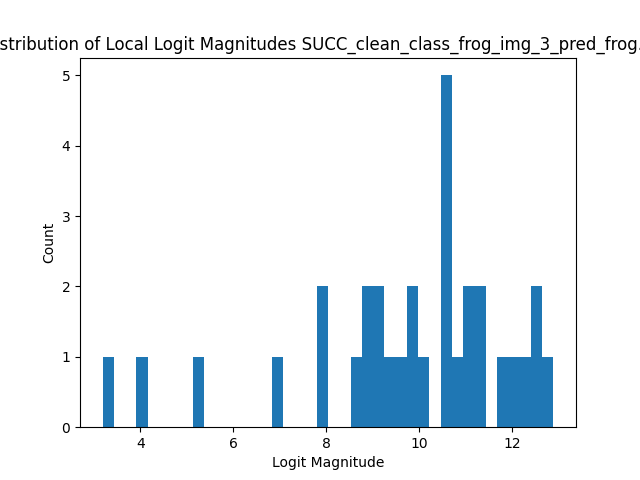 stribution of Local Logit Magnitudes SUCC_clean_class_frog_img_3_pred_frog.
5
4
3
2
1
0
Count
4 6 8 10 12
Logit Magnitude